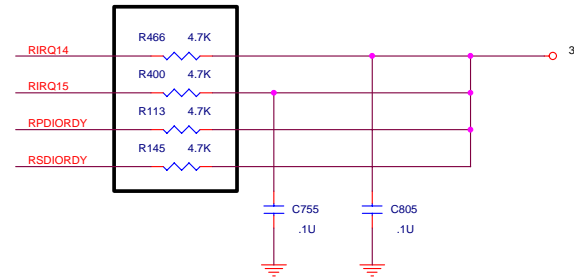 R466 4.7K
RIRQ14
3
R400 4.7K
RIRQ15
R113 4.7K
RPDIORDY
R145 4.7K
RSDIORDY
C755 C805
.1U .1U